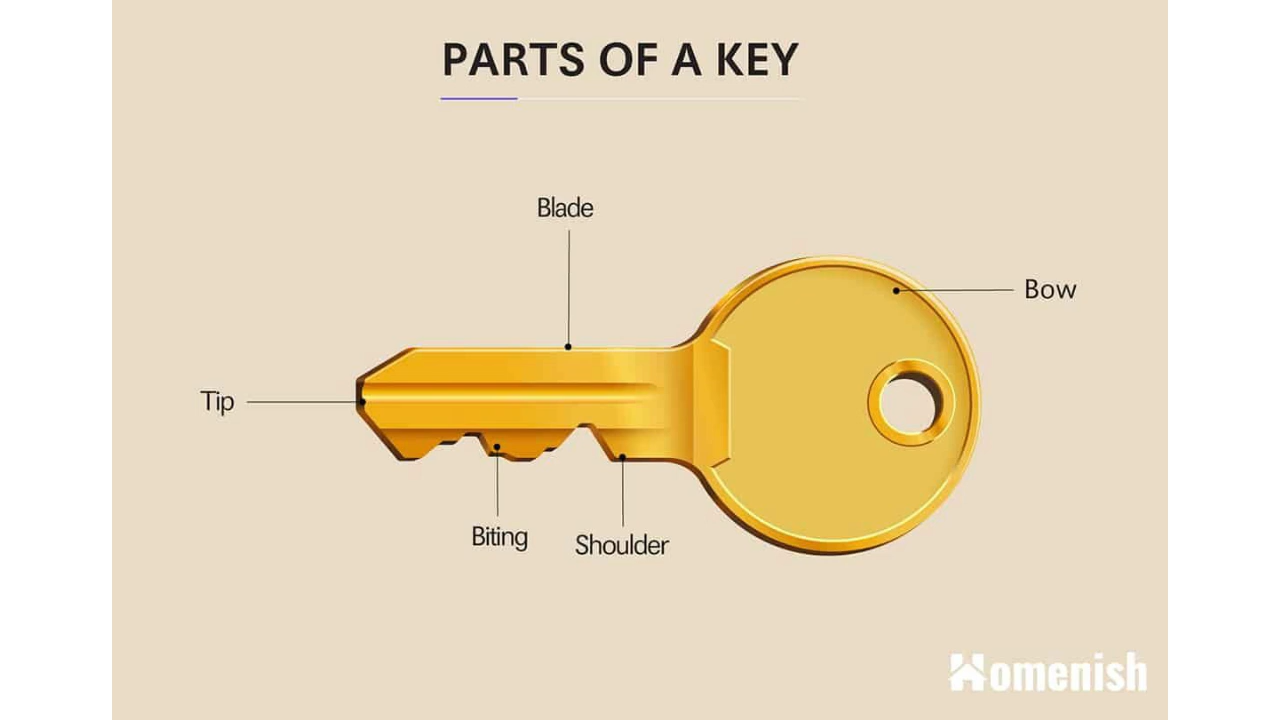 PARTS OF A KEY
Blade
Bow
Tip
Biting
Shoulder
Homenish